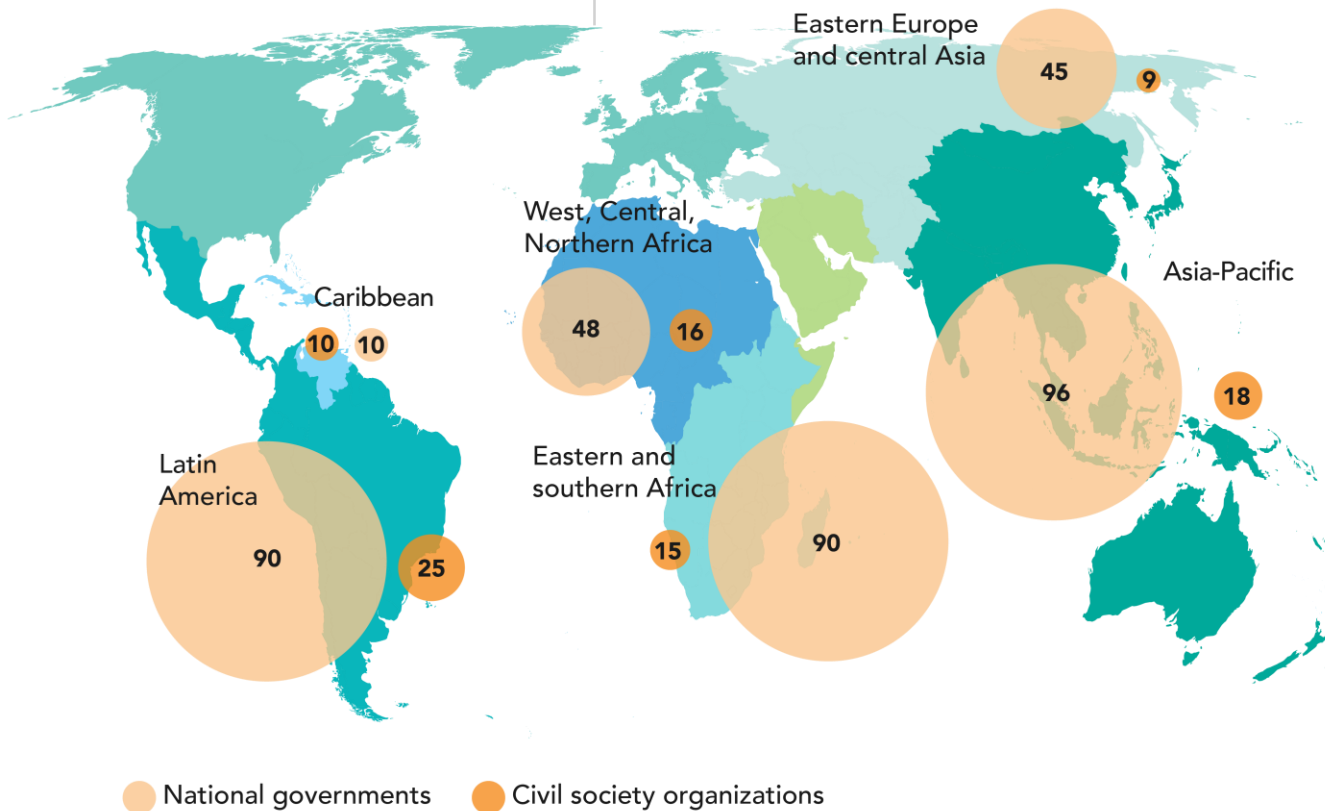 Eastern Europe
and central Asia
45
9
West, Central,
Northern Africa
48
16
Asia-Pacific
96
18
Caribbean
10
10
Latin
America
90
25
Eastern and
southern Africa
15
90
National governments
Civil society organizations